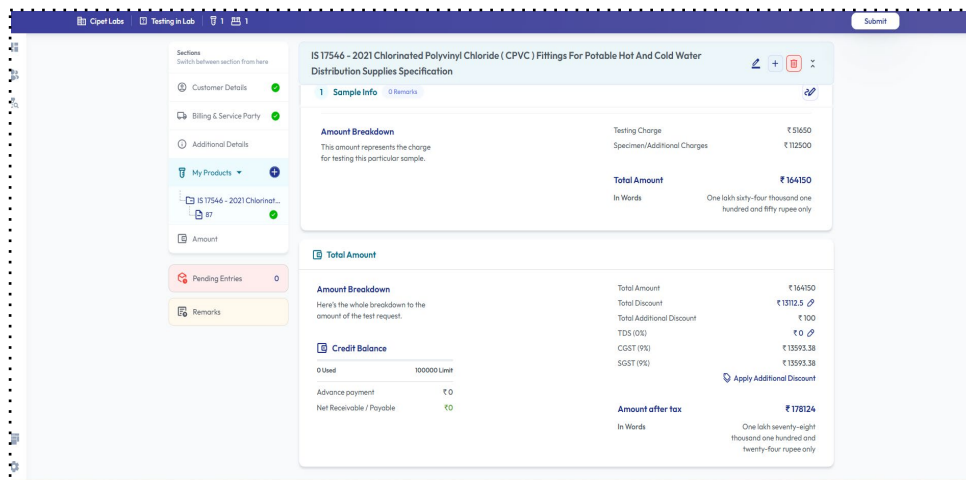 Cipet Labs
Testing in Lab
1
1
Submit
Sections
Switch between section from here
Customer Details
Billing & Service Party
Additional Details
My Products
IS 17546 - 2021 Chlorinat...
87
Amount
Pending Entries 0
Remarks
IS 17546 - 2021 Chlorinated Polyvinyl Chloride ( CPVC ) Fittings For Potable Hot And Cold Water
Distribution Supplies Specification
1 Sample Info 0 Remarks
Amount Breakdown
This amount represents the charge
for testing this particular sample.
Testing Charge ₹ 51650
Specimen/Additional Charges ₹ 112500
Total Amount ₹ 164150
In Words One lakh sixty-four thousand one
hundred and fifty rupee only
Total Amount
Amount Breakdown
Here's the whole breakdown to the
amount of the test request.
Credit Balance
0 Used 100000 Limit
Advance payment ₹ 0
Net Receivable / Payable ₹0
Total Amount ₹ 164150
Total Discount ₹ 13112.5
Total Additional Discount ₹ 100
TDS (0%) ₹ 0
CGST (9%) ₹ 13593.38
SGST (9%) ₹ 13593.38
Apply Additional Discount
Amount after tax ₹ 178124
In Words One lakh seventy-eight
thousand one hundred and
twenty-four rupee only